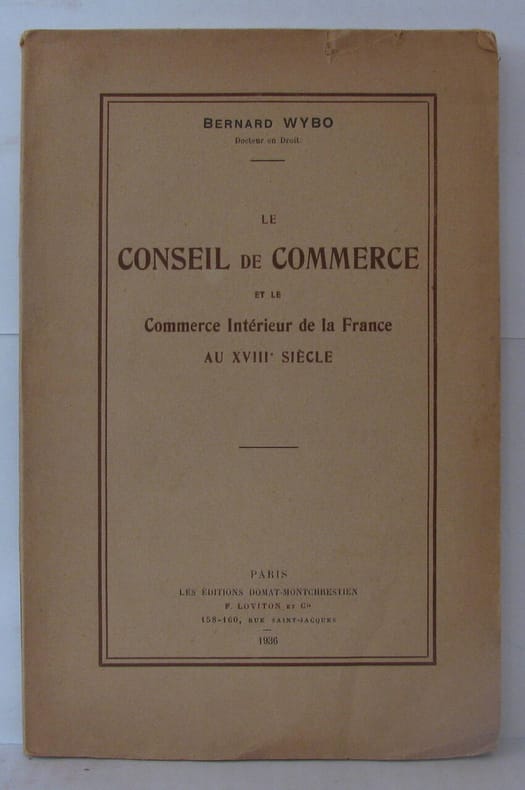 BERNARD WYBO
Docteur en Droit
LE
CONSEIL DE COMMERCE
ET LE
Commerce Intérieur de la France
AU XVIIIᵉ SIÈCLE
PARIS
LES ÉDITIONS DOMAT-MONTCHRESTIEN
F. LOVITON ET Cⁱᵉ
158-160, RUE SAINT-JACQUES
1936